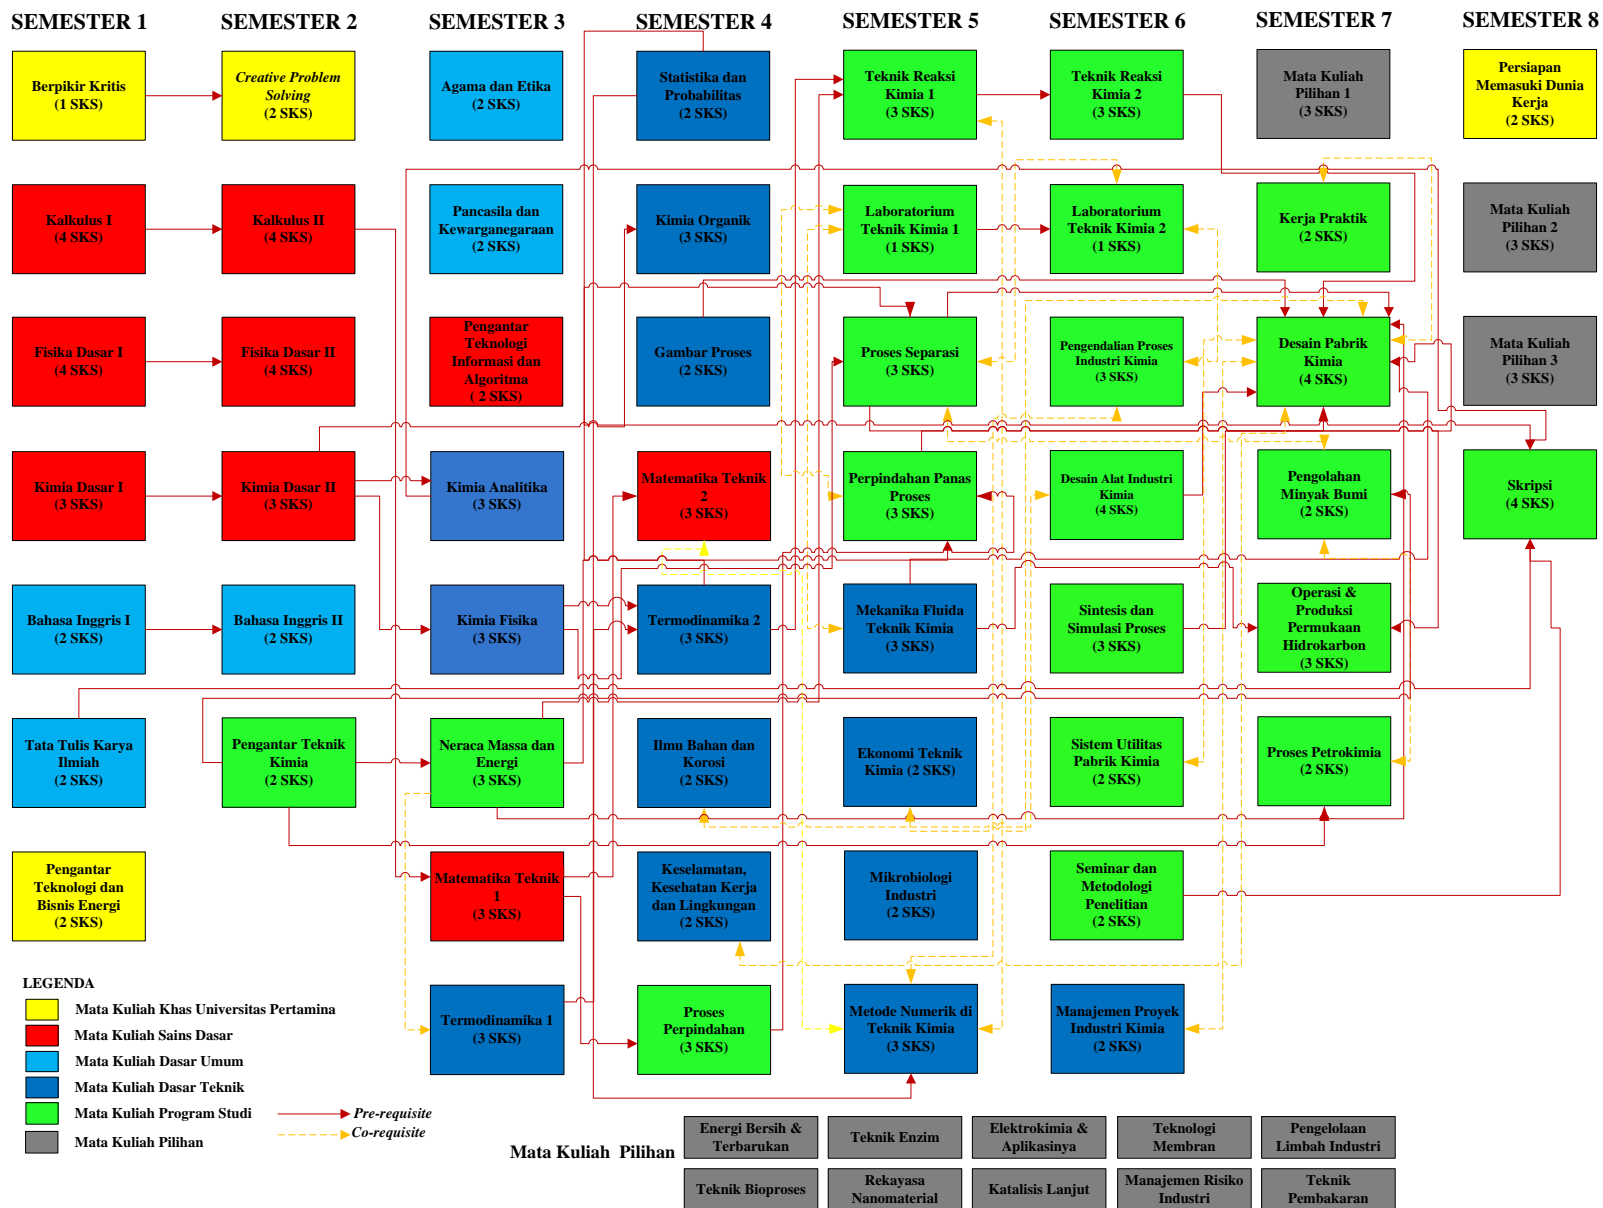 SEMESTER 1
SEMESTER 2
SEMESTER 3
SEMESTER 4
SEMESTER 5
SEMESTER 6
SEMESTER 7
SEMESTER 8
Berpikir Kritis
(1 SKS)
Creative Problem
Solving
(2 SKS)
Agama dan Etika
(2 SKS)
Statistika dan
Probabilitas
(2 SKS)
Teknik Reaksi
Kimia 1
(3 SKS)
Teknik Reaksi
Kimia 2
(3 SKS)
Mata Kuliah
Pilihan 1
(3 SKS)
Persiapan
Memasuki Dunia
Kerja
(2 SKS)
Kalkulus I
(4 SKS)
Kalkulus II
(4 SKS)
Pancasila dan
Kewarganegaraan
(2 SKS)
Kimia Organik
(3 SKS)
Laboratorium
Teknik Kimia 1
(1 SKS)
Laboratorium
Teknik Kimia 2
(1 SKS)
Kerja Praktik
(2 SKS)
Mata Kuliah
Pilihan 2
(3 SKS)
Fisika Dasar I
(4 SKS)
Fisika Dasar II
(4 SKS)
Pengantar
Teknologi
Informasi dan
Algoritma
( 2 SKS)
Gambar Proses
(2 SKS)
Proses Separasi
(3 SKS)
Pengendalian Proses
Industri Kimia
(3 SKS)
Desain Pabrik
Kimia
(4 SKS)
Mata Kuliah
Pilihan 3
(3 SKS)
Kimia Dasar I
(3 SKS)
Kimia Dasar II
(3 SKS)
Kimia Analitika
(3 SKS)
Matematika Teknik
2
(3 SKS)
Perpindahan Panas
Proses
(3 SKS)
Desain Alat Industri
Kimia
(4 SKS)
Pengolahan
Minyak Bumi
(2 SKS)
Skripsi
(4 SKS)
Bahasa Inggris I
(2 SKS)
Bahasa Inggris II
(2 SKS)
Kimia Fisika
(3 SKS)
Termodinamika 2
(3 SKS)
Mekanika Fluida
Teknik Kimia
(3 SKS)
Sintesis dan
Simulasi Proses
(3 SKS)
Operasi &
Produksi
Permukaan
Hidrokarbon
(3 SKS)
Tata Tulis Karya
Ilmiah
(2 SKS)
Pengantar Teknik
Kimia
(2 SKS)
Neraca Massa dan
Energi
(3 SKS)
Ilmu Bahan dan
Korosi
(2 SKS)
Ekonomi Teknik
Kimia (2 SKS)
Sistem Utilitas
Pabrik Kimia
(2 SKS)
Proses Petrokimia
(2 SKS)
Pengantar
Teknologi dan
Bisnis Energi
(2 SKS)
Matematika Teknik
1
(3 SKS)
Keselamatan,
Kesehatan Kerja
dan Lingkungan
(2 SKS)
Mikrobiologi
Industri
(2 SKS)
Seminar dan
Metodologi
Penelitian
(2 SKS)
Termodinamika 1
(3 SKS)
Proses
Perpindahan
(3 SKS)
Metode Numerik di
Teknik Kimia
(3 SKS)
Manajemen Proyek
Industri Kimia
(2 SKS)
LEGENDA
Mata Kuliah Khas Universitas Pertamina
Mata Kuliah Sains Dasar
Mata Kuliah Dasar Umum
Mata Kuliah Dasar Teknik
Mata Kuliah Program Studi
Mata Kuliah Pilihan
Pre-requisite
Co-requisite
Mata Kuliah Pilihan
Energi Bersih &
Terbarukan
Teknik Enzim
Elektrokimia &
Aplikasinya
Teknologi
Membran
Pengelolaan
Limbah Industri
Teknik Bioproses
Rekayasa
Nanomaterial
Katalisis Lanjut
Manajemen Risiko
Industri
Teknik
Pembakaran